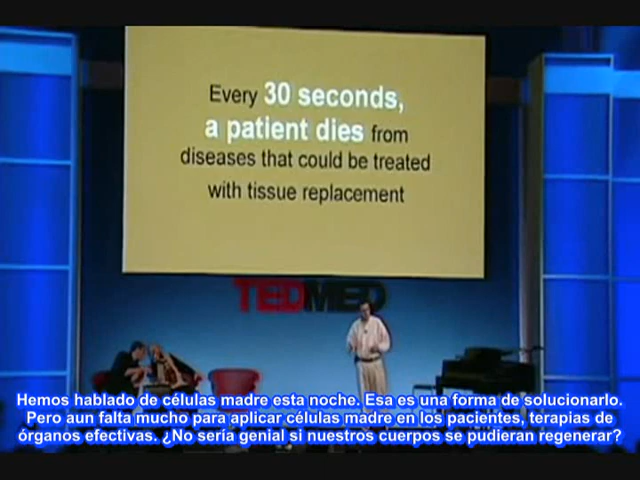 Every 30 seconds,
a patient dies from
diseases that could be treated
with tissue replacement
TEDMED
Hemos hablado de células madre esta noche. Esa es una forma de solucionarlo.
Pero aun falta mucho para aplicar células madre en los pacientes, terapias de
órganos efectivas. ¿No sería genial si nuestros cuerpos se pudieran regenerar?